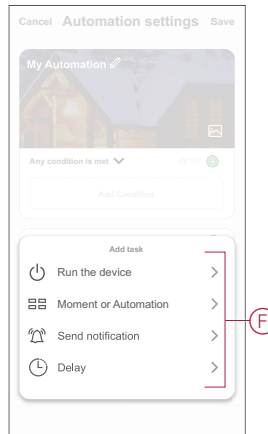 Cancel Automation settings Save
My Automation
Any condition is met
Add Condition
Add task
Run the device
Moment or Automation
Send notification
Delay
F